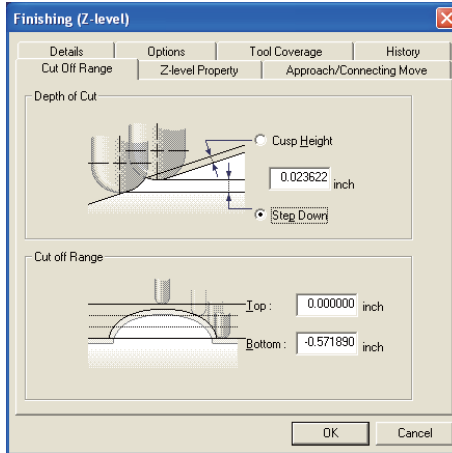 Finishing (Z-level)
Details Options Tool Coverage History
Cut Off Range Z-level Property Approach/Connecting Move
Depth of Cut
Cusp Height
0.023622 inch
Step Down
Cut off Range
Top : 0.000000 inch
Bottom : -0.571890 inch
OK Cancel